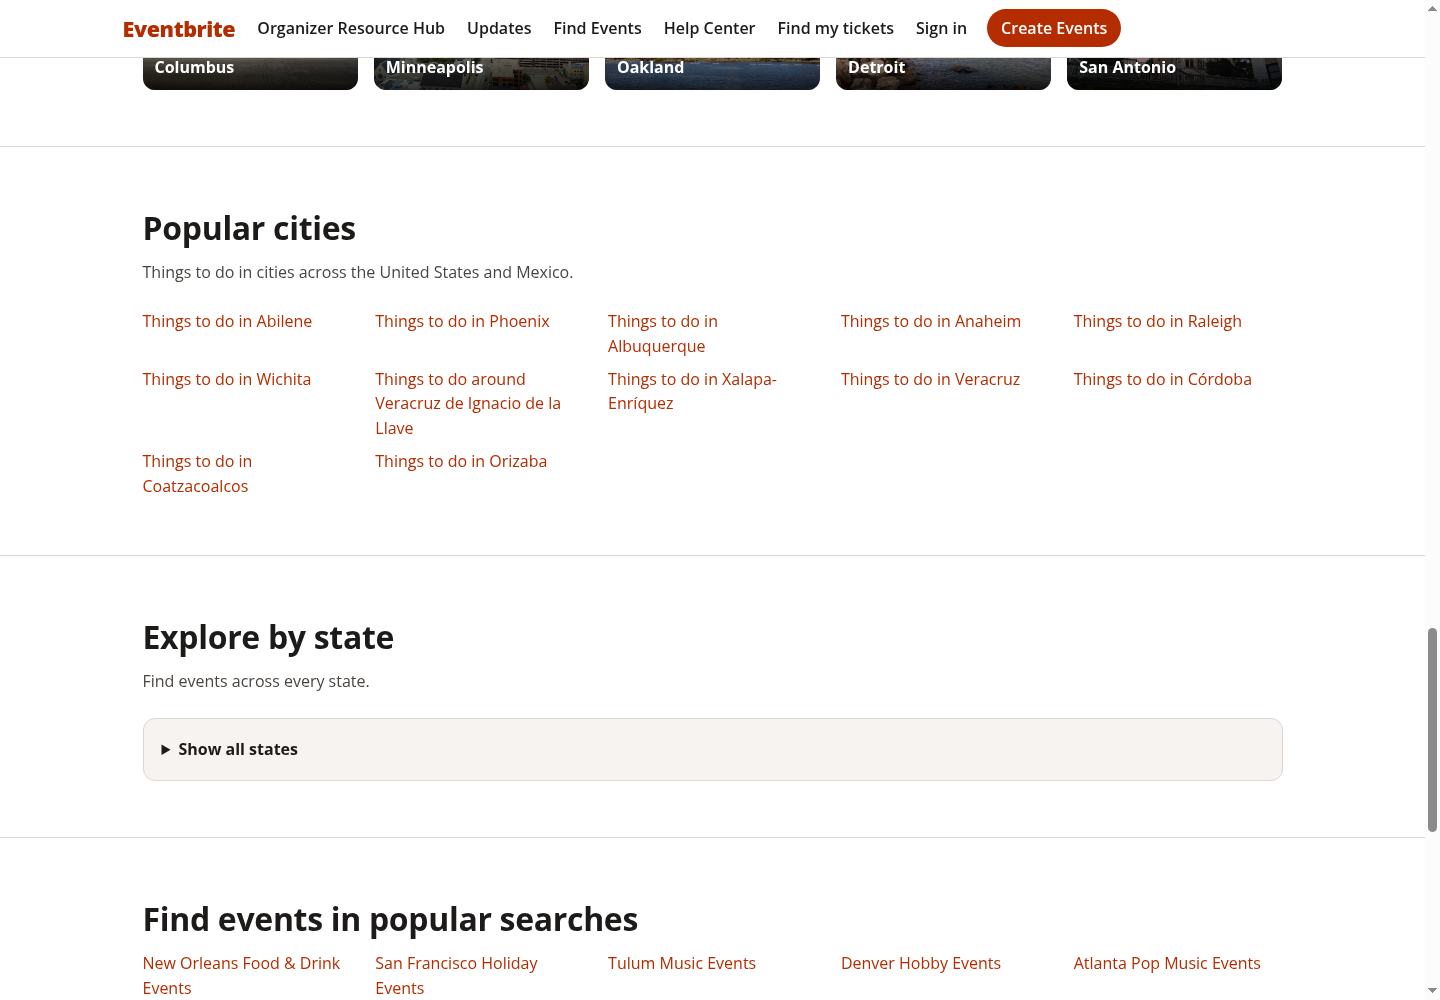 Eventbrite
Organizer Resource Hub
Updates
Find Events
Help Center
Find my tickets
Sign in
Create Events
Columbus
Minneapolis
Oakland
Detroit
San Antonio
Popular cities
Things to do in cities across the United States and Mexico.
Things to do in Abilene
Things to do in Phoenix
Things to do in
Albuquerque
Things to do in Anaheim
Things to do in Raleigh
Things to do in Wichita
Things to do around
Veracruz de Ignacio de la
Llave
Things to do in Xalapa-
Enríquez
Things to do in Veracruz
Things to do in Córdoba
Things to do in
Coatzacoalcos
Things to do in Orizaba
Explore by state
Find events across every state.
Show all states
Find events in popular searches
New Orleans Food & Drink
Events
San Francisco Holiday
Events
Tulum Music Events
Denver Hobby Events
Atlanta Pop Music Events